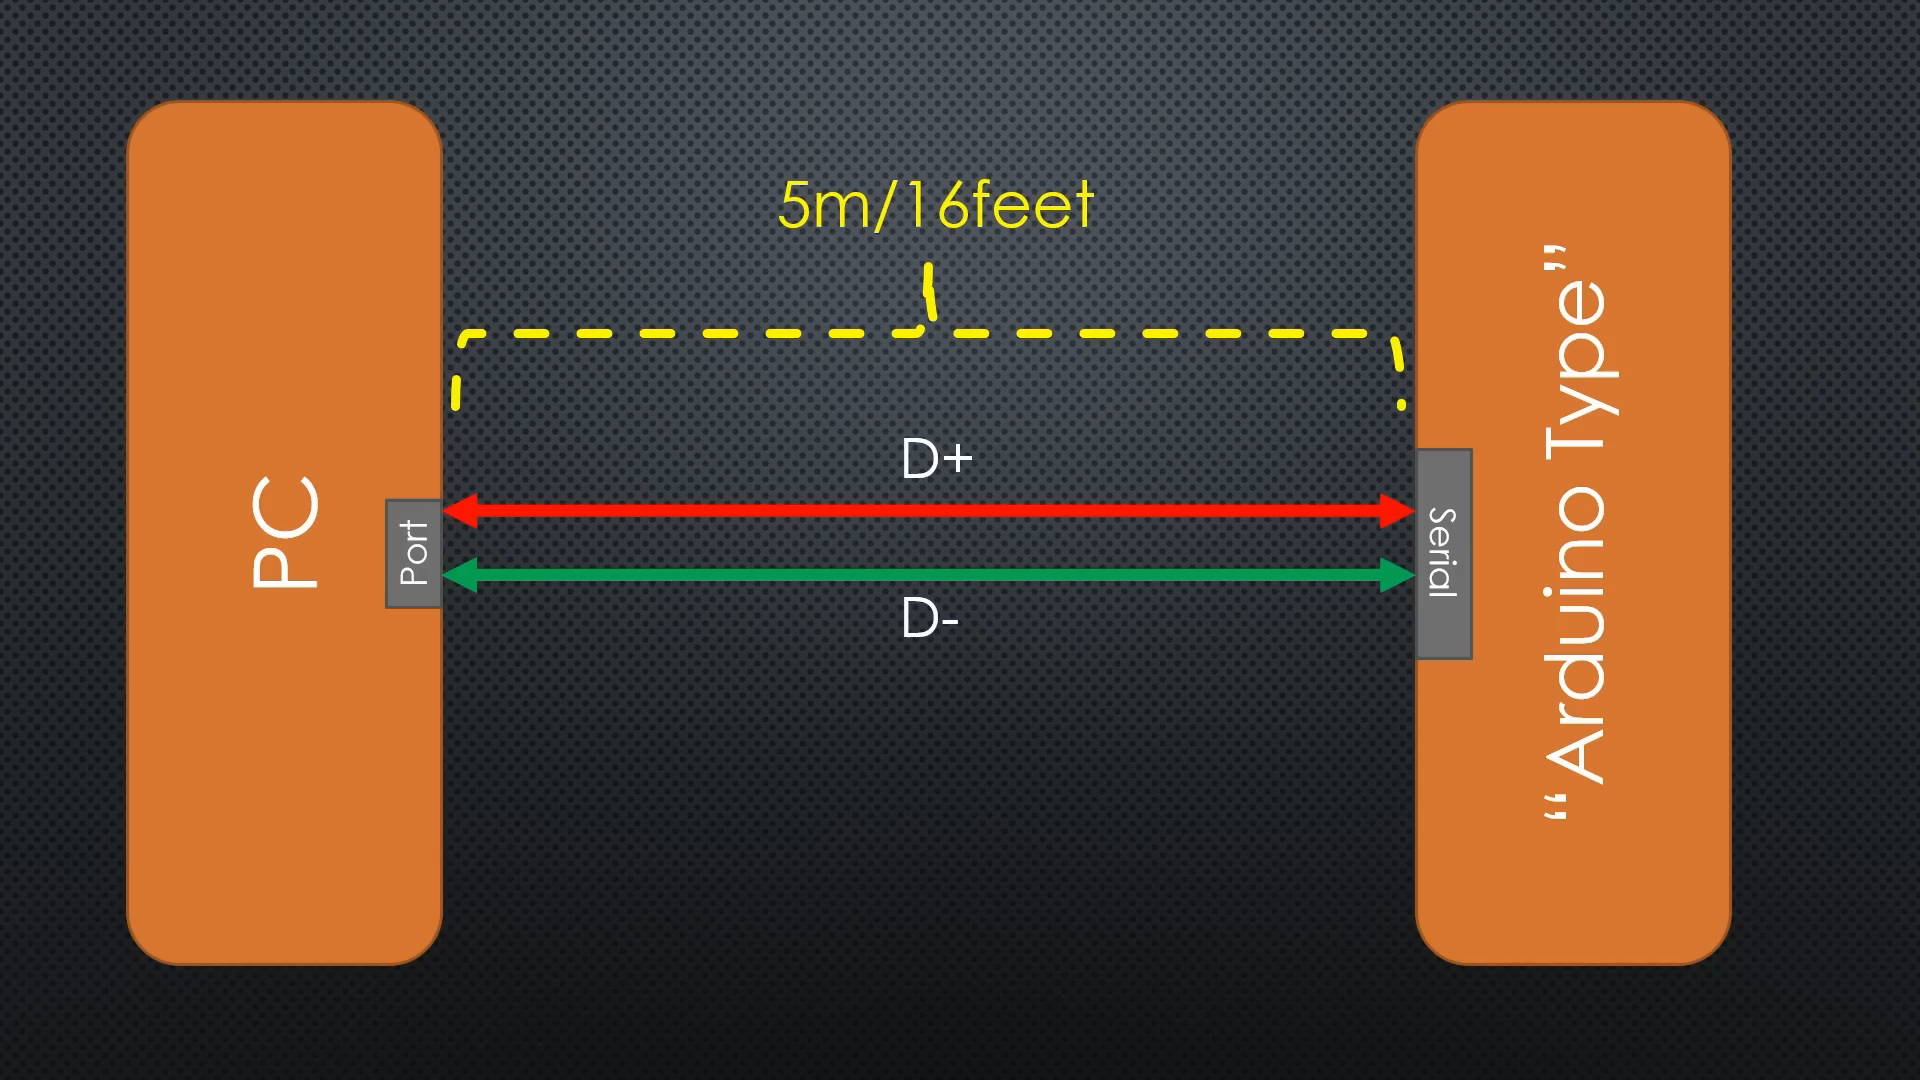 5m/16feet
PC
Port
D+
D-
Serial
“Arduino Type”